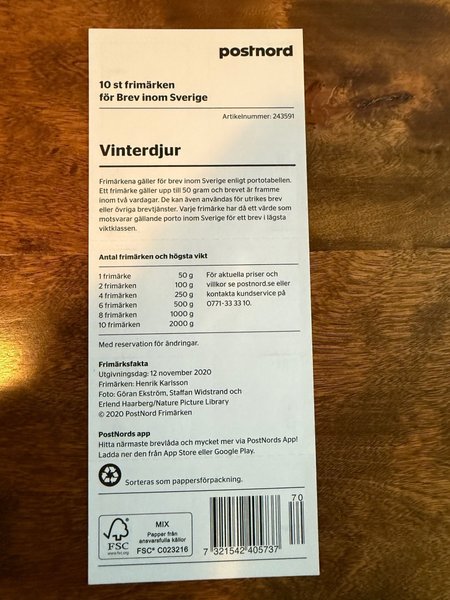 postnord
10 st frimärken
för Brev inom Sverige
Artikelnummer: 243591
Vinterdjur
Frimärkena gäller för brev inom Sverige enligt portotabellen.
Ett frimärke gäller upp till 50 gram och brevet är framme
inom två vardagar. De kan även användas för utrikes brev
eller övriga brevtjänster. Varje frimärke har då ett värde som
motsvarar gällande porto inom Sverige för ett brev i lägsta
viktklassen.
Antal frimärken och högsta vikt
1 frimärke 50 g
2 frimärken 100 g
4 frimärken 250 g
6 frimärken 500 g
8 frimärken 1000 g
10 frimärken 2000 g
För aktuella priser och
villkor se postnord.se eller
kontakta kundservice på
0771-33 33 10.
Med reservation för ändringar.
Frimärksfakta
Utgivningsdag: 12 november 2020
Frimärken: Henrik Karlsson
Foto: Göran Ekström, Staffan Widstrand och
Erlend Haarberg/Nature Picture Library
© 2020 PostNord Frimärken
PostNords app
Hitta närmaste brevlåda och mycket mer via PostNords App!
Ladda ner den från App Store eller Google Play.
Sorteras som pappersförpackning.
FSC
www.fsc.org
MIX
Papper från
ansvarsfulla källor
FSC® C023216
70
7 321542 405737